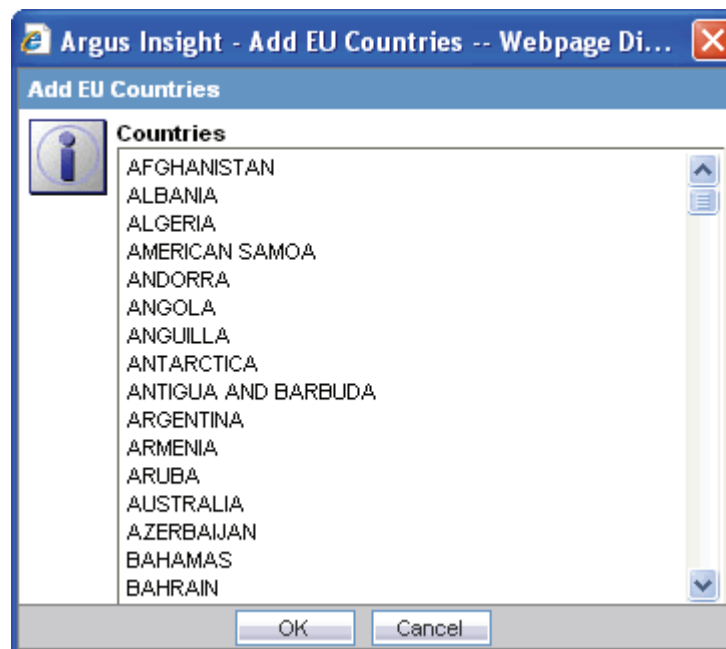 Argus Insight - Add EU Countries -- Webpage Di...
Add EU Countries
Countries
AFGHANISTAN
ALBANIA
ALGERIA
AMERICAN SAMOA
ANDORRA
ANGOLA
ANGUILLA
ANTARCTICA
ANTIGUA AND BARBUDA
ARGENTINA
ARMENIA
ARUBA
AUSTRALIA
AZERBAIJAN
BAHAMAS
BAHRAIN
OK Cancel